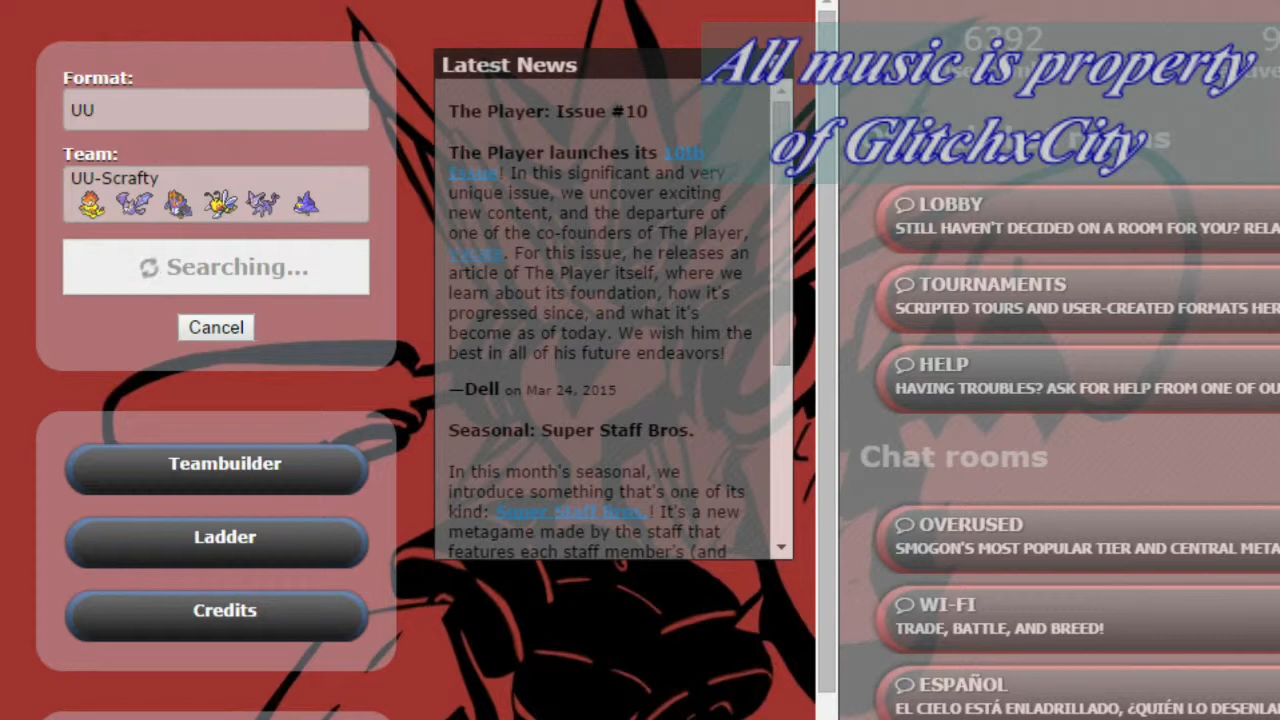 Format:
UU
Team:
UU-Scrafty
Searching...
Cancel
Teambuilder
Ladder
Credits
Latest News
The Player: Issue #10
The Player launches its 10th
Issue! In this significant and very
unique issue, we uncover exciting
new content, and the departure of
one of the co-founders of The Player,
. For this issue, he releases an
article of The Player itself, where we
learn about its foundation, how it's
progressed since, and what it's
become as of today. We wish him the
best in all of his future endeavors!
—Dell on Mar 24, 2015
Seasonal: Super Staff Bros.
In this month's seasonal, we
introduce something that's one of its
kind: Super Staff Bros.! It's a new
metagame made by the staff that
features each staff member's (and
All music is property
of GlitchxCity
6392
LOBBY
STILL HAVEN'T DECIDED ON A ROOM FOR YOU? RELA
TOURNAMENTS
SCRIPTED TOURS AND USER-CREATED FORMATS HER
HELP
HAVING TROUBLES? ASK FOR HELP FROM ONE OF OU
Chat rooms
OVERUSED
SMOGON'S MOST POPULAR TIER AND CENTRAL META
WI-FI
TRADE, BATTLE, AND BREED!
ESPAÑOL
EL CIELO ESTÁ ENLADRILLADO, ¿QUIÉN LO DESENLA